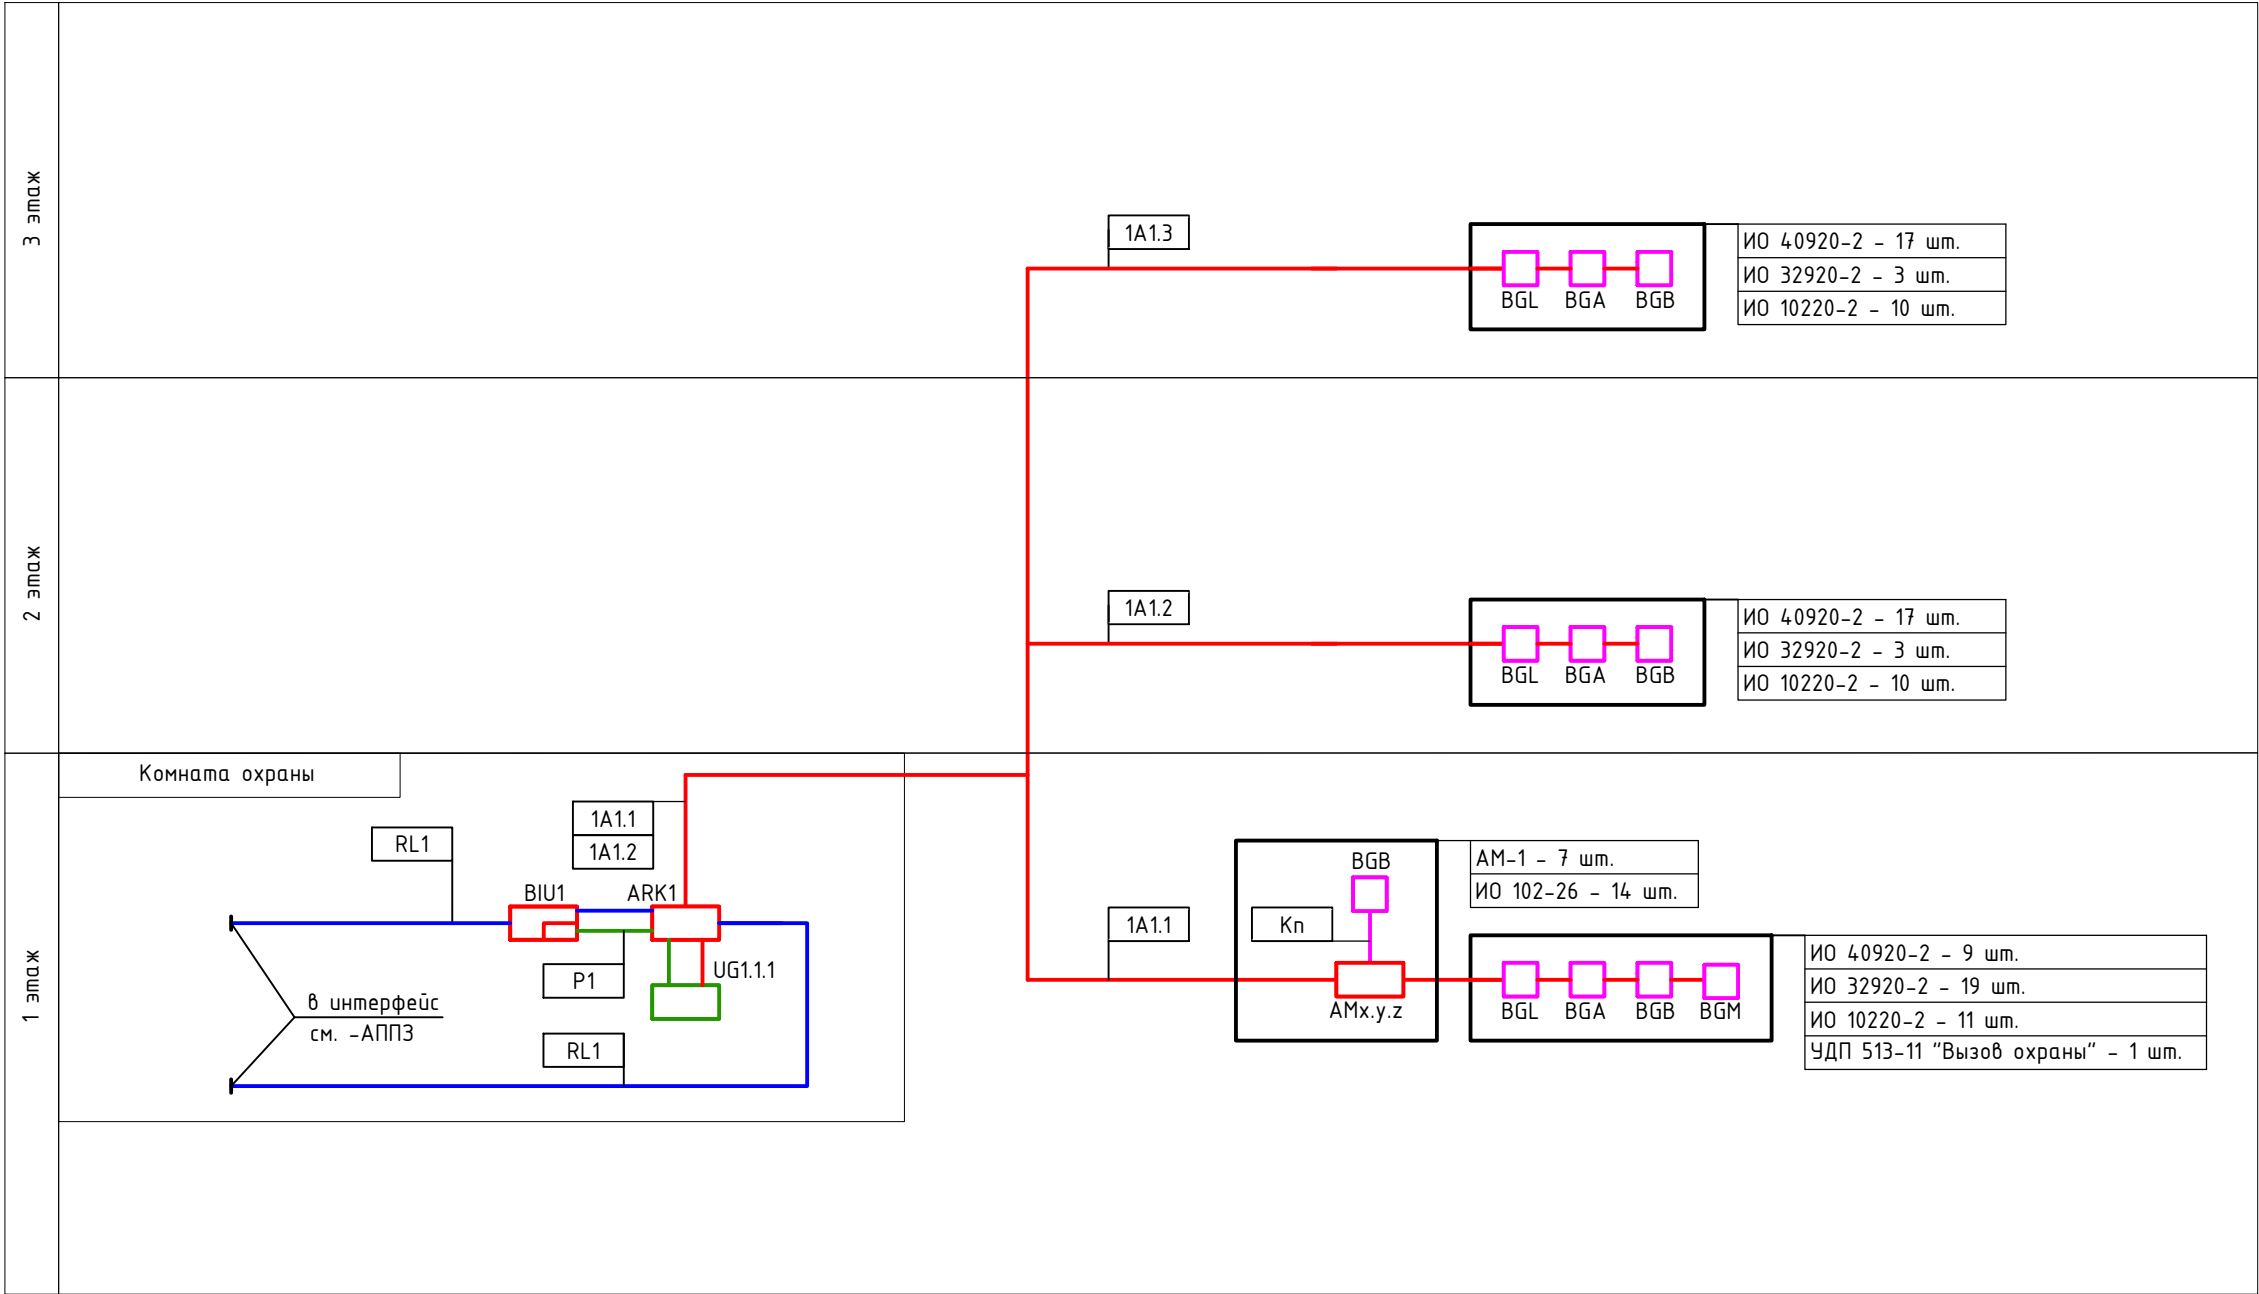 3 этаж
1А1.3
BGL
BGA
BGB
ИО 40920-2 - 17 шт.
ИО 32920-2 - 3 шт.
ИО 10220-2 - 10 шт.
2 этаж
1А1.2
BGL
BGA
BGB
ИО 40920-2 - 17 шт.
ИО 32920-2 - 3 шт.
ИО 10220-2 - 10 шт.
1 этаж
Комната охраны
RL1
1А1.1
1А1.2
BIU1
ARK1
P1
UG1.1.1
в интерфейс
см. -АППЗ
RL1
1А1.1
BGB
Кп
AMx.y.z
АМ-1 - 7 шт.
ИО 102-26 - 14 шт.
BGL
BGA
BGB
BGM
ИО 40920-2 - 9 шт.
ИО 32920-2 - 19 шт.
ИО 10220-2 - 11 шт.
УДП 513-11 "Вызов охраны" - 1 шт.